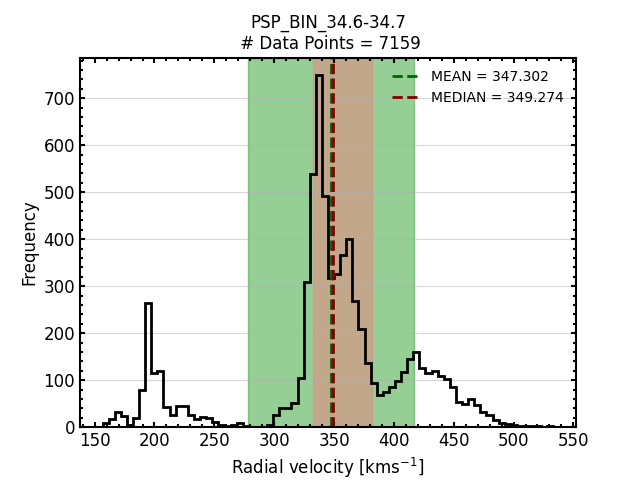 PSP_BIN_34.6-34.7
# Data Points = 7159
MEAN = 347.302
MEDIAN = 349.274
Frequency
700
600
500
400
300
200
100
0
150 200 250 300 350 400 450 500 550
Radial velocity [kms⁻¹]